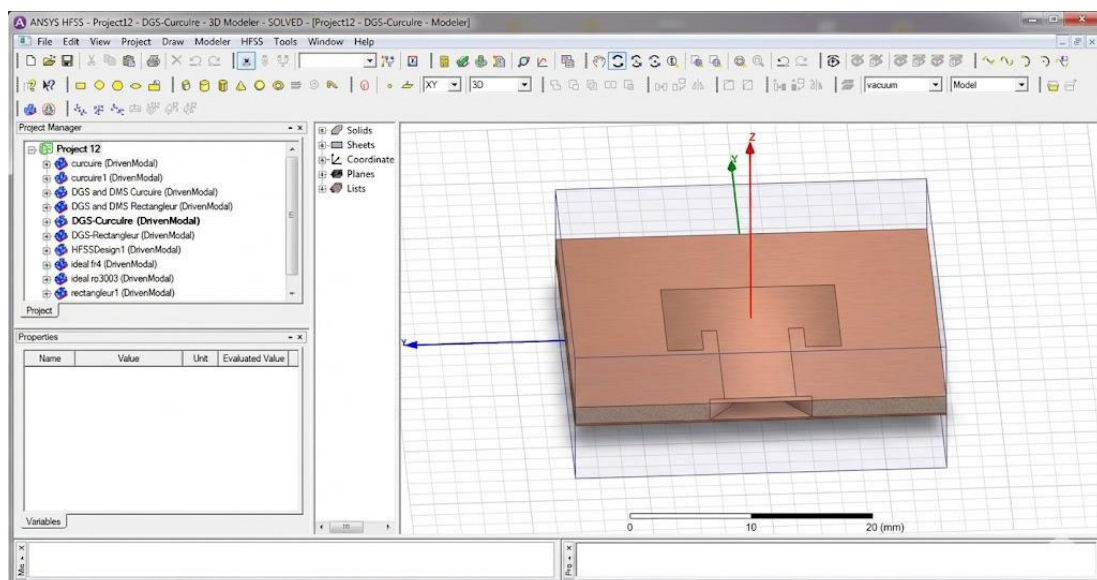 ANSYS HFSS - Project12 - DGS-Curculre - 3D Modeler - SOLVED - [Project12 - DGS-Curculre - Modeler]
File Edit View Project Draw Modeler HFSS Tools Window Help
XY
3D
vacuum
Model
Project Manager
Project 12
curcuire (DrivenModal)
curcuire1 (DrivenModal)
DGS and DMS Curcuire (DrivenModal)
DGS and DMS Rectangleur (DrivenModal)
DGS-Curculre (DrivenModal)
DGS-Rectangleur (DrivenModal)
HFSSDesign1 (DrivenModal)
ideal fr4 (DrivenModal)
ideal ro3003 (DrivenModal)
rectangleur1 (DrivenModal)
Project
Properties
Name Value Unit Evaluated Value
Variables
Solids
Sheets
Coordinate
Planes
Lists
Z
Y
Y
0 10 20 (mm)